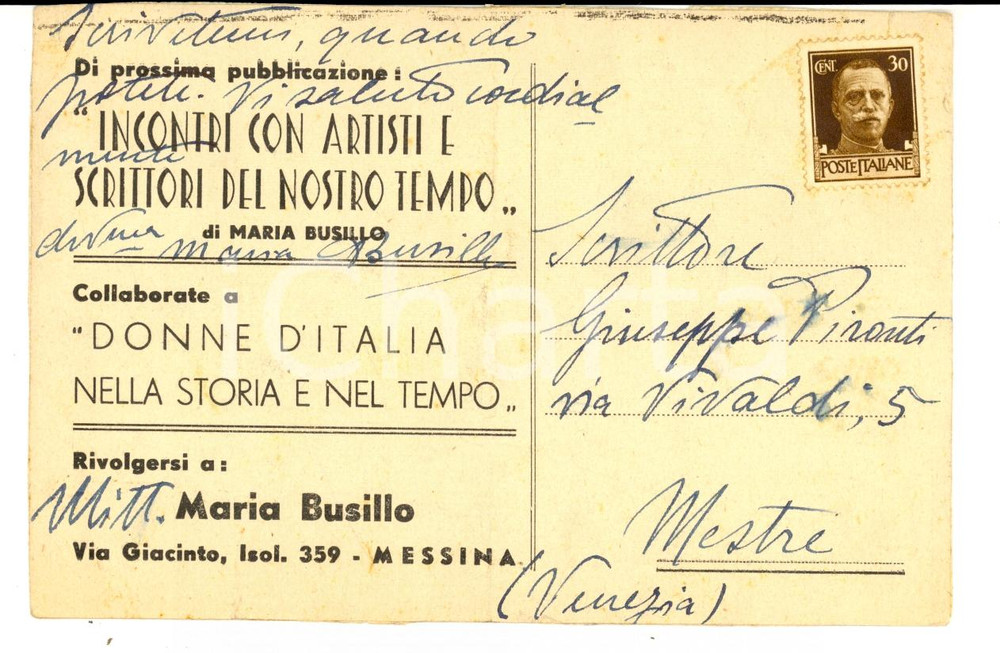 Scrivetemi, quando
Di prossima pubblicazione:
potete. Vi saluto cordial
"INCONTRI CON ARTISTI E
mente
SCRITTORI DEL NOSTRO TEMPO„
di MARIA BUSILLO
Maria Busillo
Collaborate a
"DONNE D'ITALIA
NELLA STORIA E NEL TEMPO„
Rivolgersi a:
Mitt. Maria Busillo
Via Giacinto, Isol. 359 - MESSINA
CENT. 30
POSTE ITALIANE
Scrittore
Giuseppe Pironti
via Vivaldi, 5
Mestre
(Venezia)
iCharta